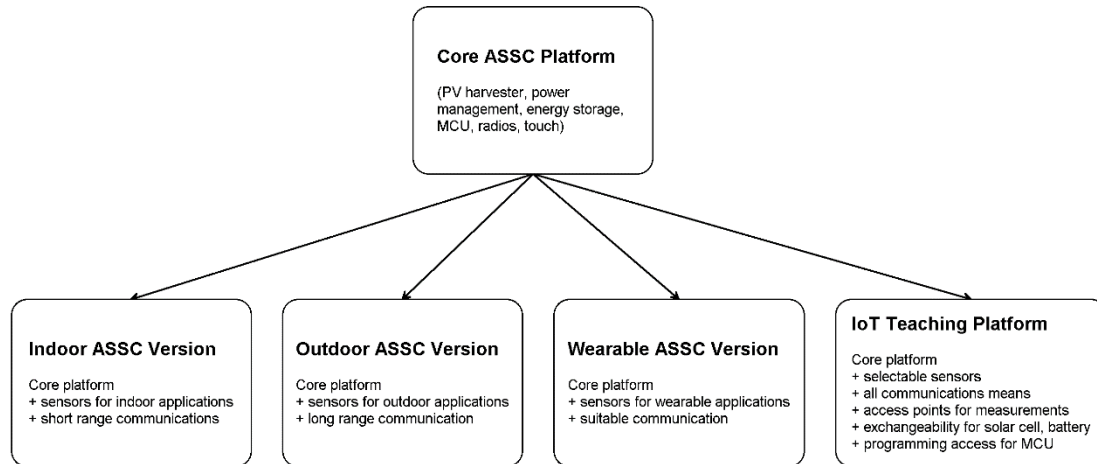 Core ASSC Platform
(PV harvester, power
management, energy storage,
MCU, radios, touch)
Indoor ASSC Version
Core platform
+ sensors for indoor applications
+ short range communications
Outdoor ASSC Version
Core platform
+ sensors for outdoor applications
+ long range communication
Wearable ASSC Version
Core platform
+ sensors for wearable applications
+ suitable communication
IoT Teaching Platform
Core platform
+ selectable sensors
+ all communications means
+ access points for measurements
+ exchangeability for solar cell, battery
+ programming access for MCU